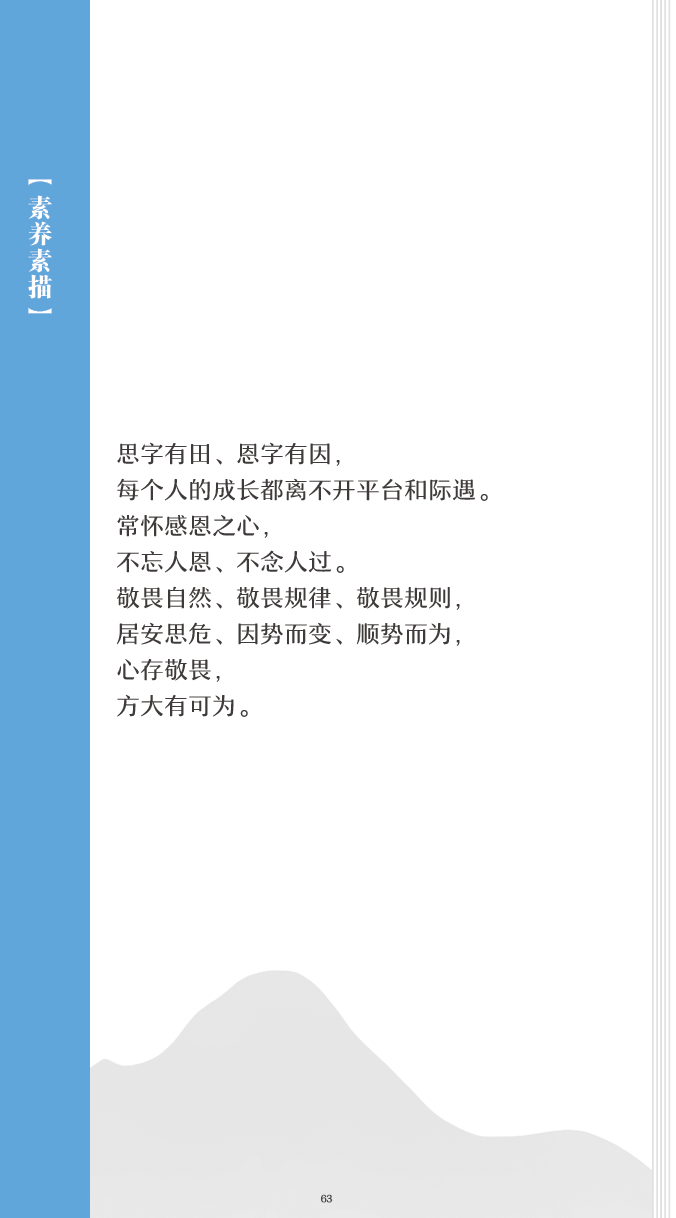 【素养素描】
思字有田、恩字有因，
每个人的成长都离不开平台和际遇。
常怀感恩之心，
不忘人恩、不念人过。
敬畏自然、敬畏规律、敬畏规则，
居安思危、因势而变、顺势而为，
心存敬畏，
方大有可为。
63